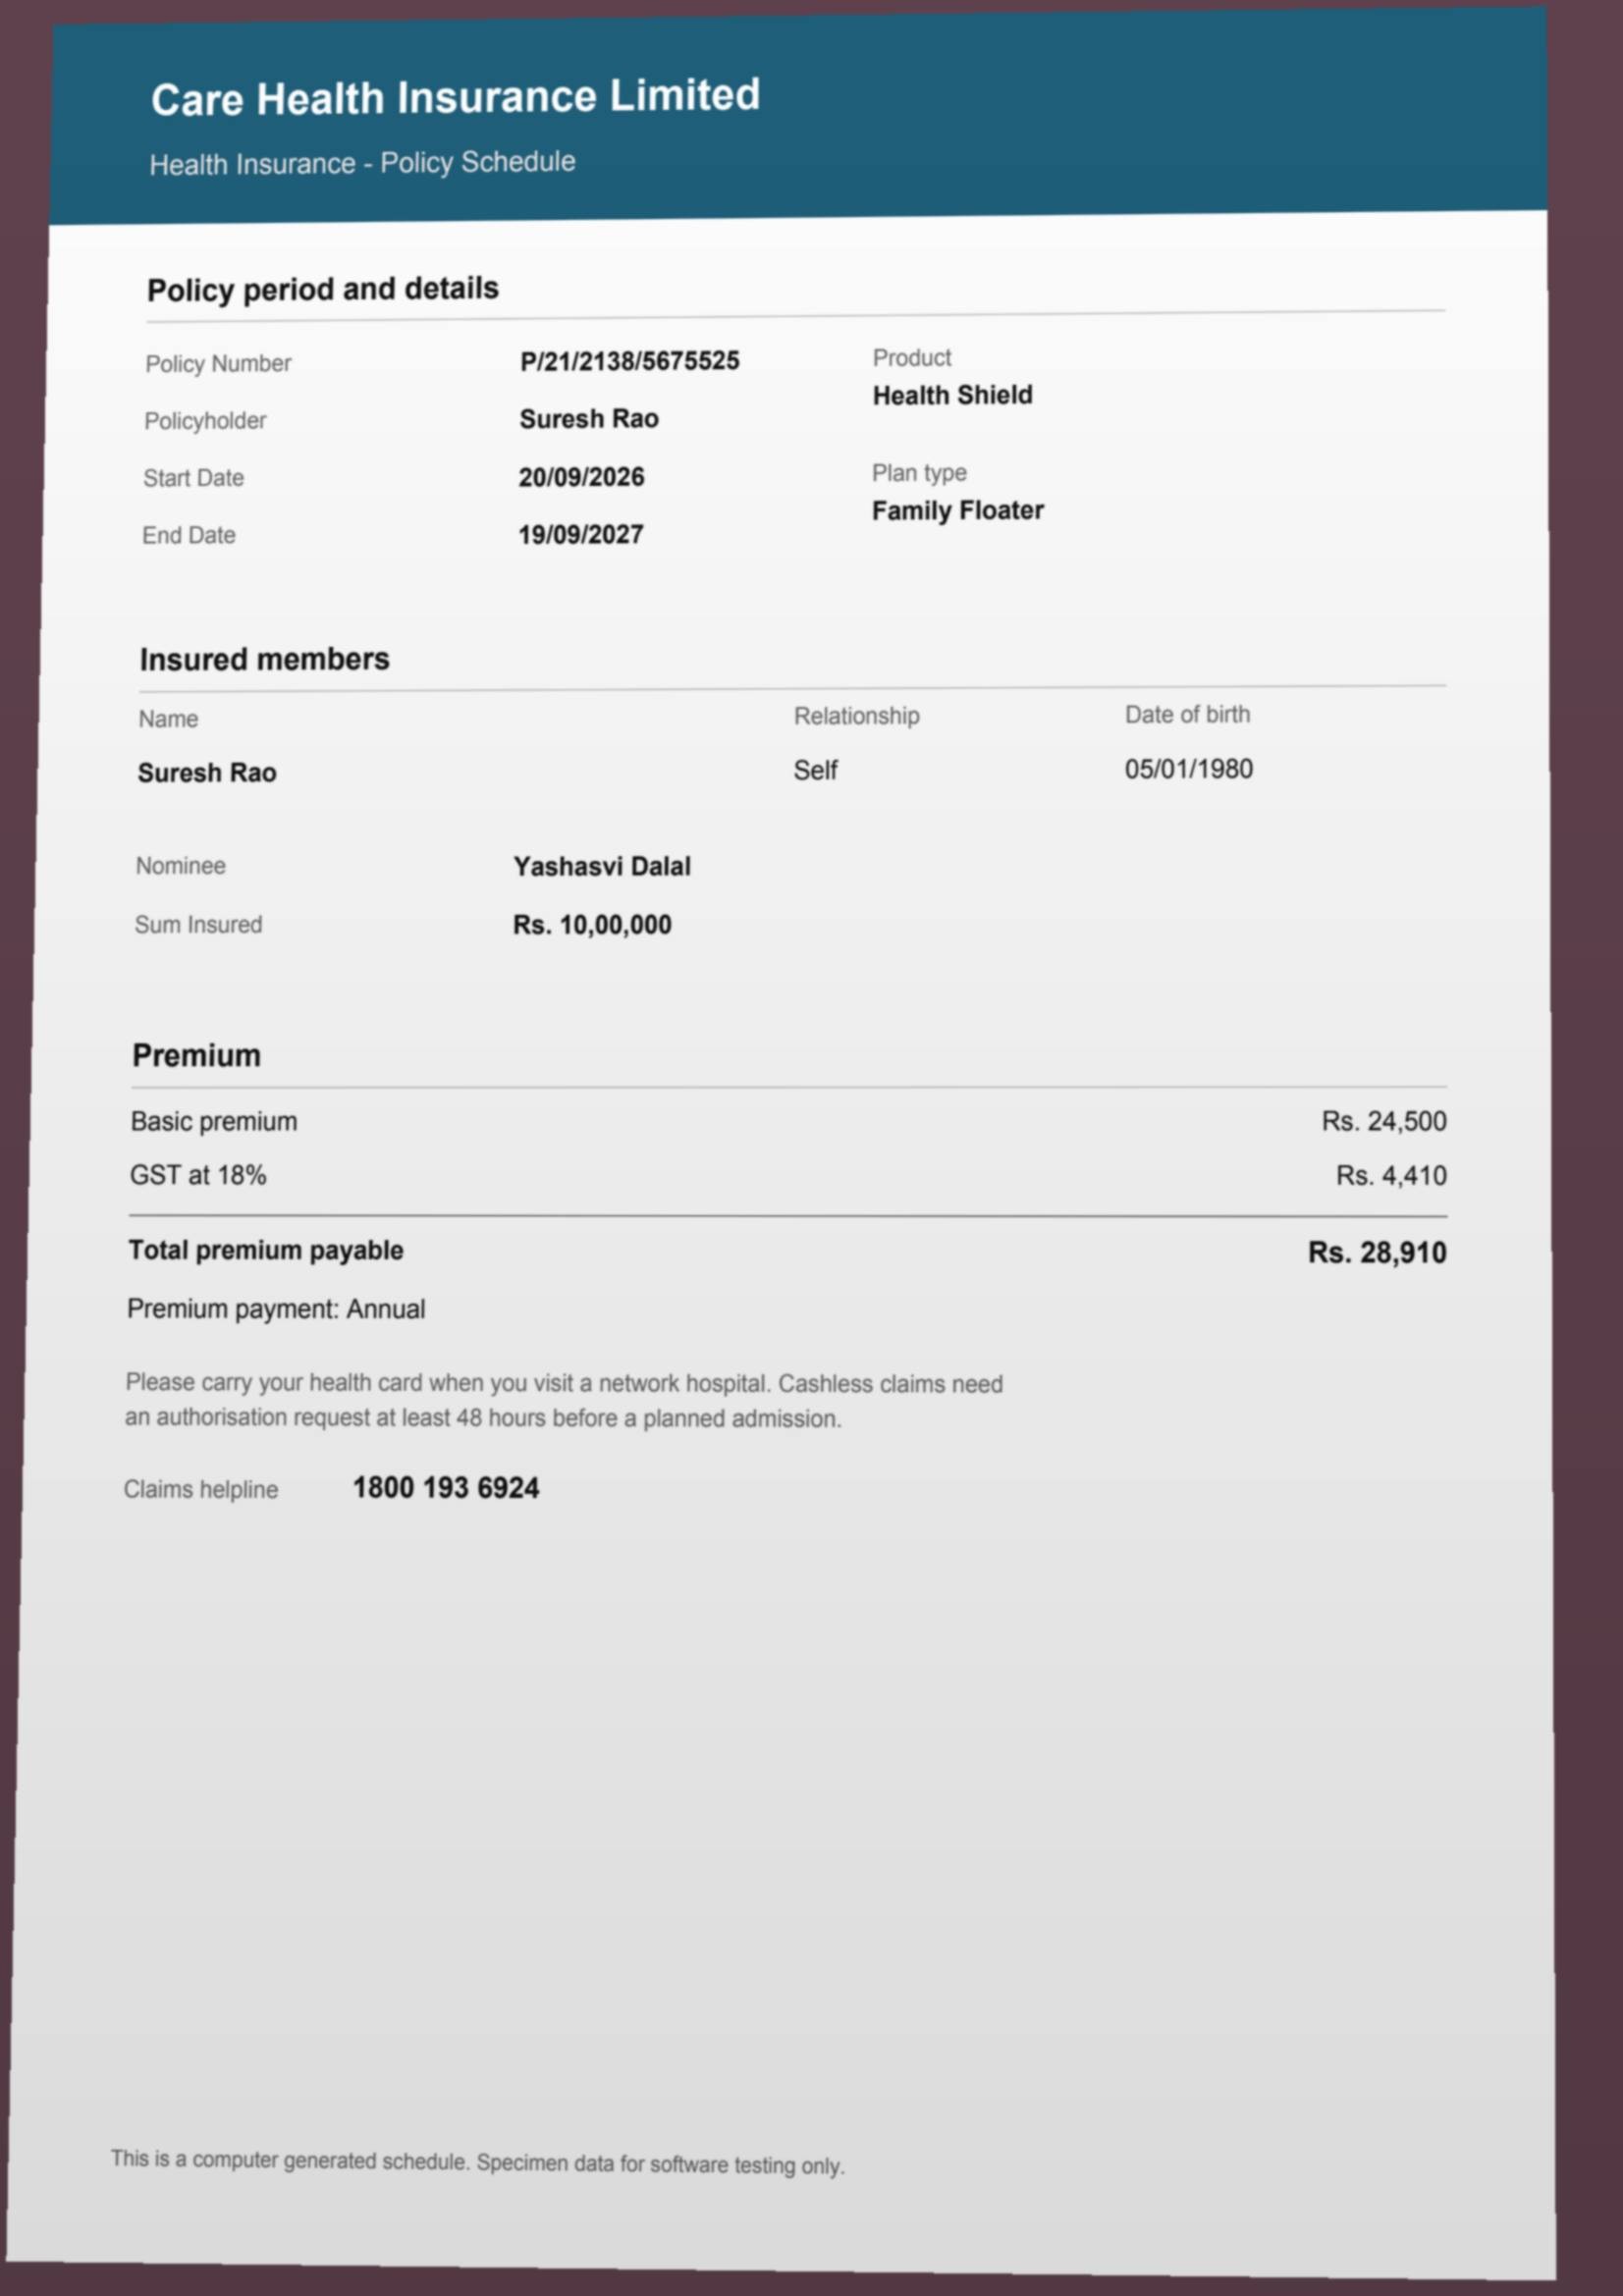 Care Health Insurance Limited
Health Insurance - Policy Schedule
Policy period and details
Policy Number P/21/2138/5675525
Policyholder Suresh Rao
Start Date 20/09/2026
End Date 19/09/2027
Product
Health Shield
Plan type
Family Floater
Insured members
Name Relationship Date of birth
Suresh Rao Self 05/01/1980
Nominee Yashasvi Dalal
Sum Insured Rs. 10,00,000
Premium
Basic premium Rs. 24,500
GST at 18% Rs. 4,410
Total premium payable Rs. 28,910
Premium payment: Annual
Please carry your health card when you visit a network hospital. Cashless claims need
an authorisation request at least 48 hours before a planned admission.
Claims helpline 1800 193 6924
This is a computer generated schedule. Specimen data for software testing only.